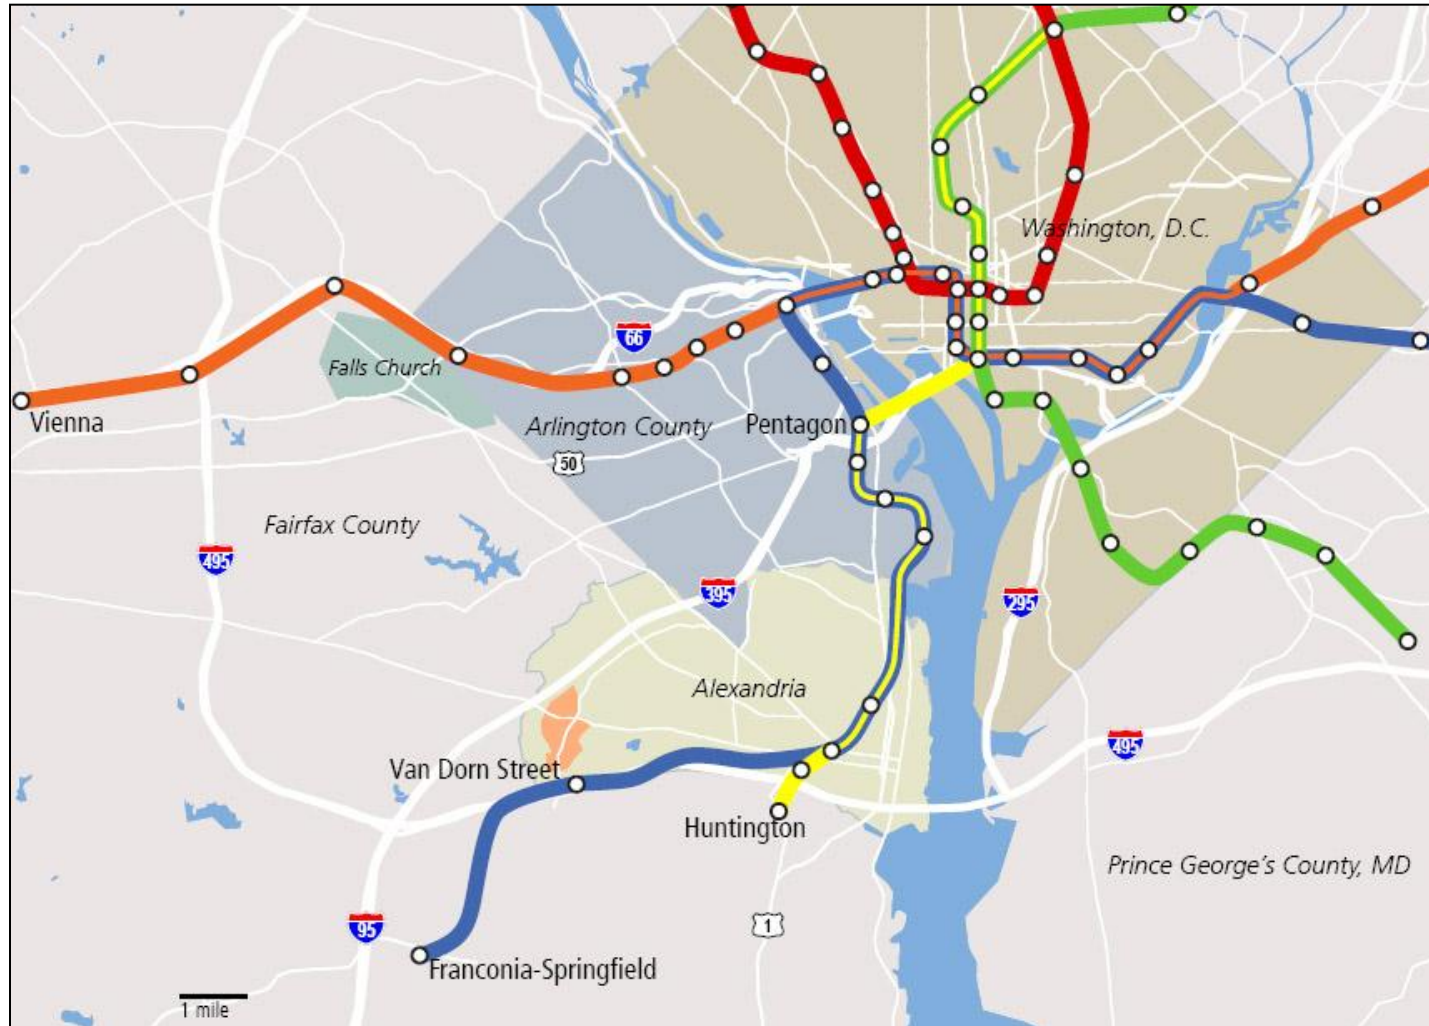 Washington, D.C.
66
Falls Church
Vienna
Arlington County
Pentagon
50
Fairfax County
495
395
295
Alexandria
495
Van Dorn Street
Huntington
Prince George's County, MD
95
1
Franconia-Springfield
1 mile